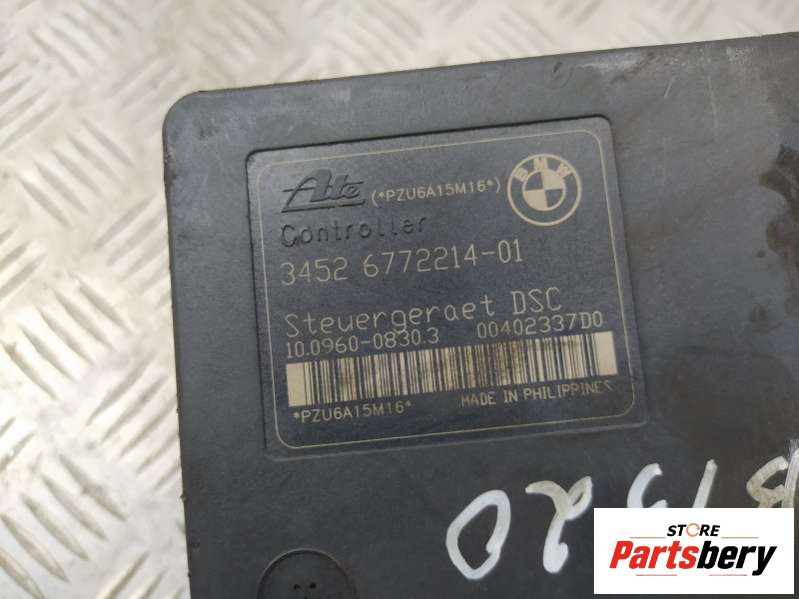 Ate (*PZU6A15M16*) BMW
Controller
3452 6772214-01
Steuergeraet DSC
10.0960-0830.3 00402337D0
*PZU6A15M16* MADE IN PHILIPPINES
20
STORE
Partsbery